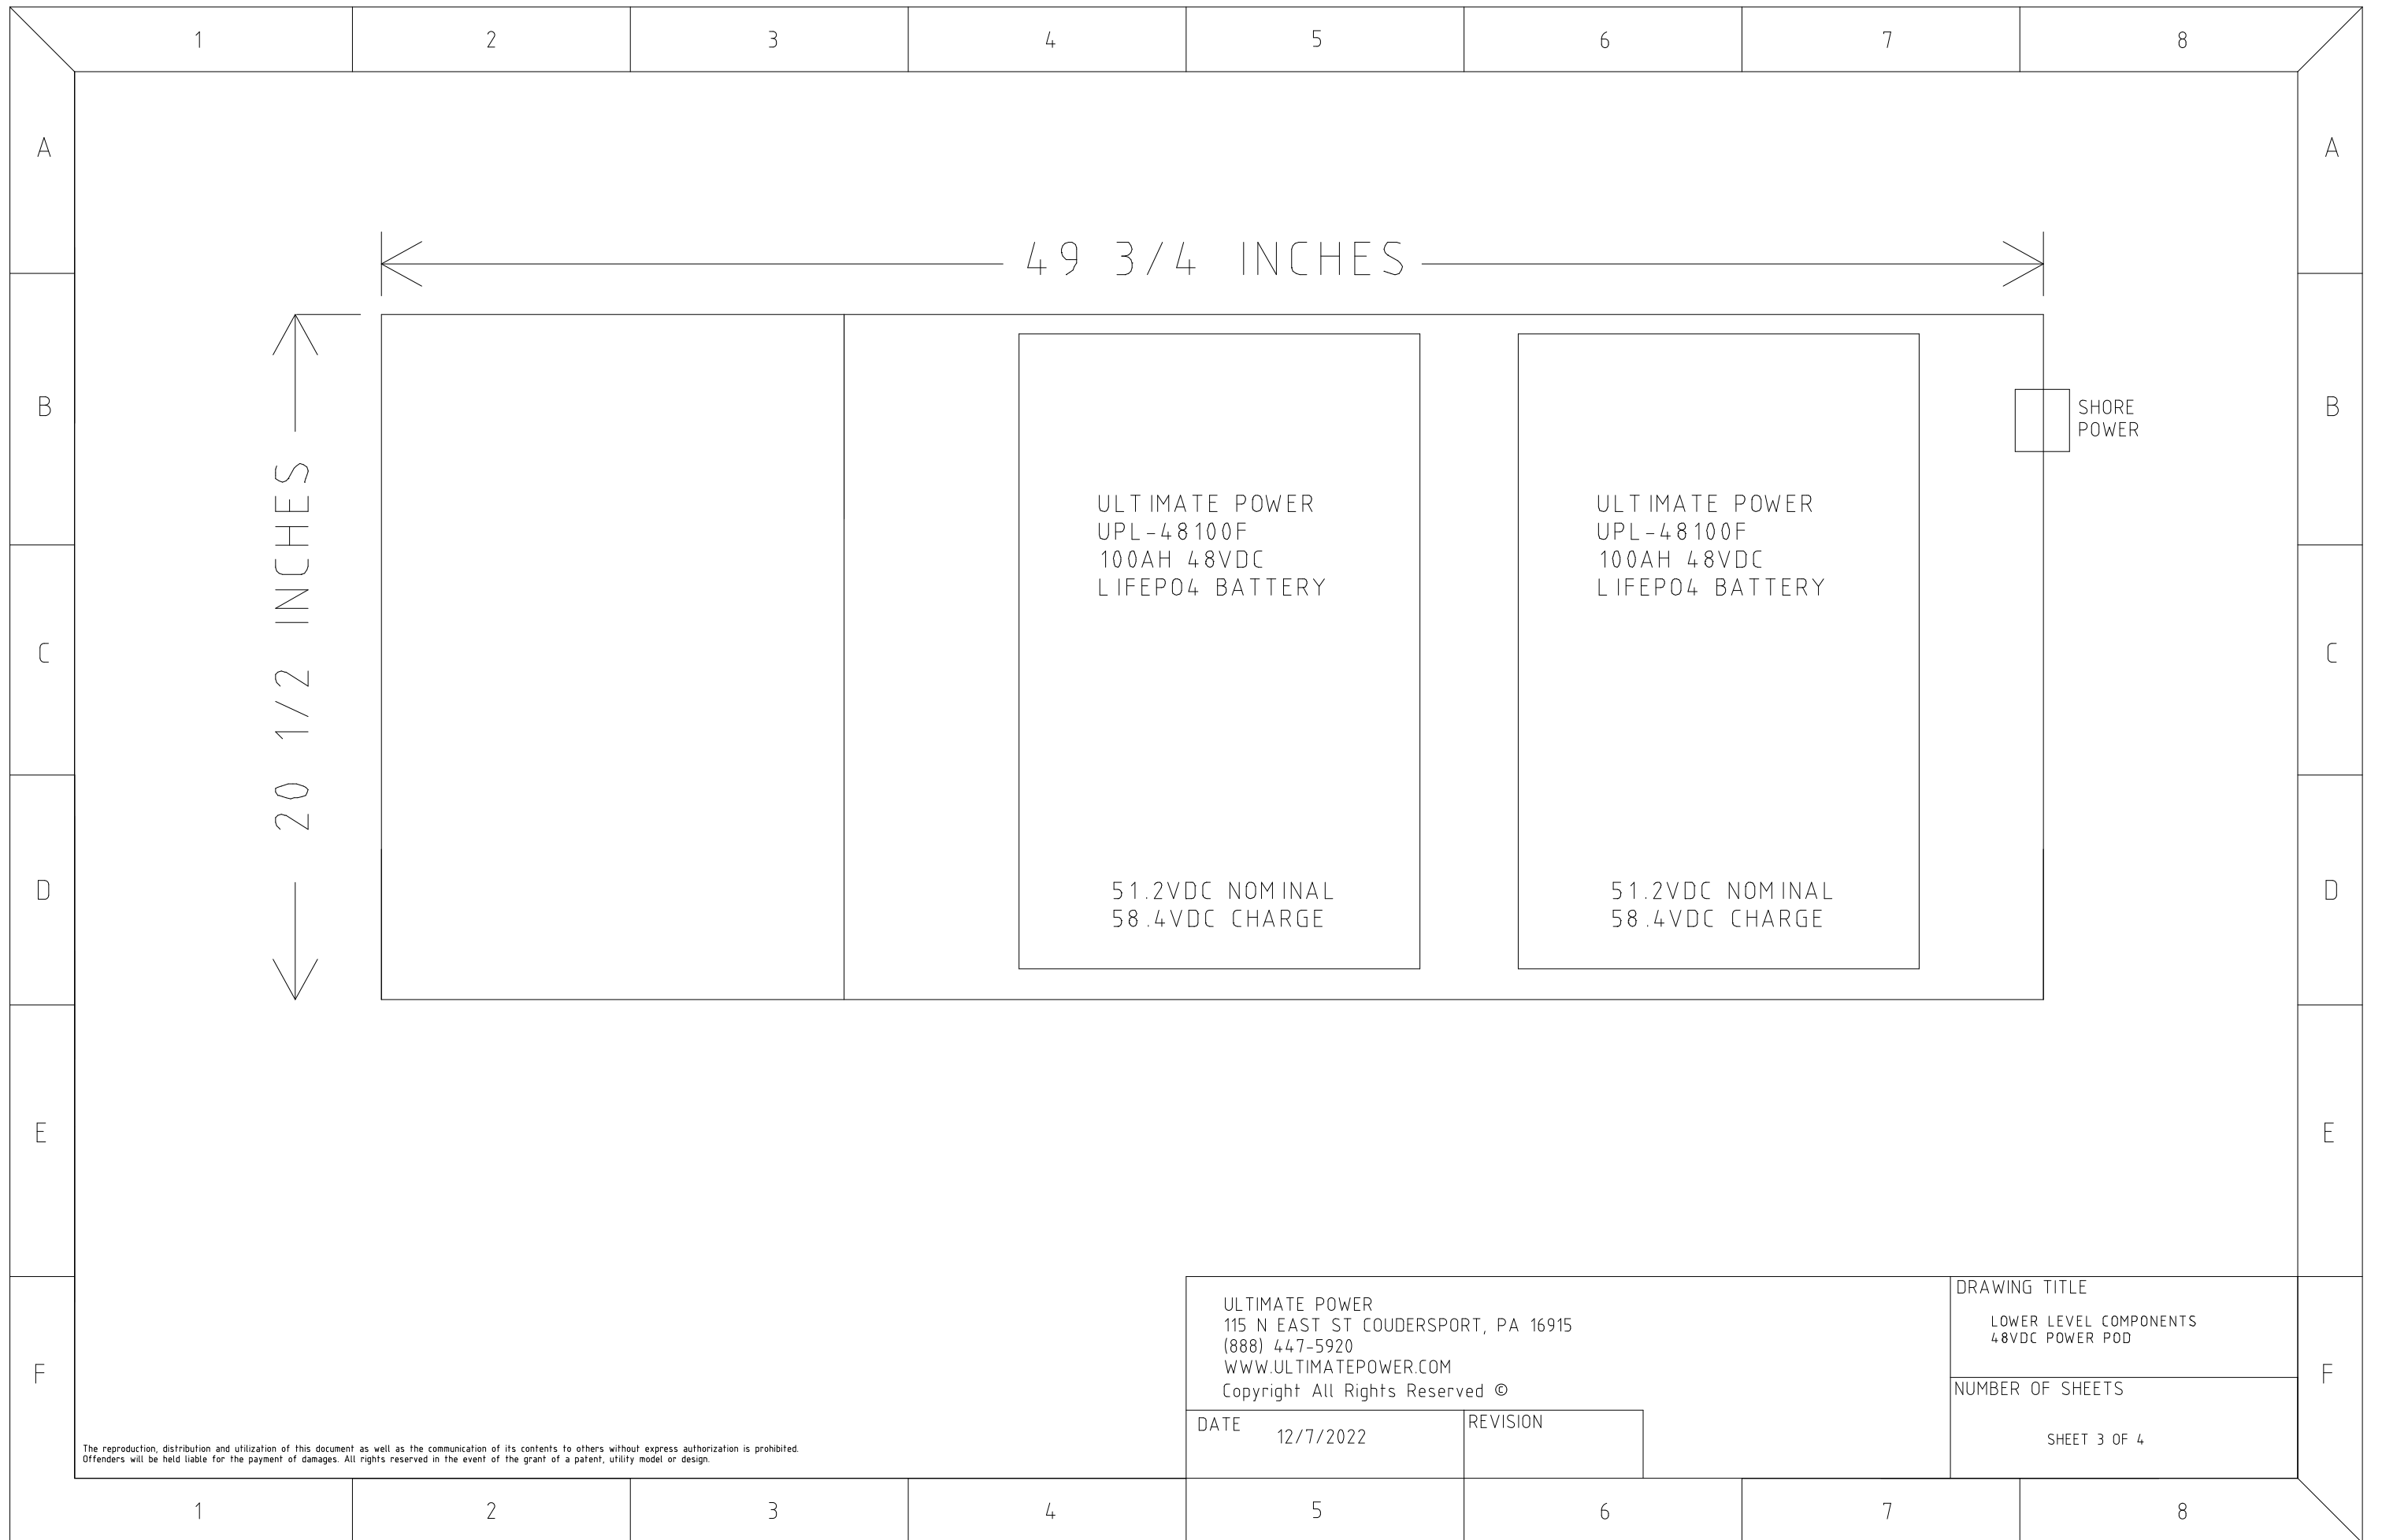 1 2 3 4 5 6 7 8
A A
49 3/4 INCHES
B B
SHORE
POWER
20 1/2 INCHES
ULTIMATE POWER
UPL-48100F
100AH 48VDC
LIFEPO4 BATTERY
51.2VDC NOMINAL
58.4VDC CHARGE
ULTIMATE POWER
UPL-48100F
100AH 48VDC
LIFEPO4 BATTERY
51.2VDC NOMINAL
58.4VDC CHARGE
C C
D D
E E
F F
ULTIMATE POWER
115 N EAST ST COUDERSPORT, PA 16915
(888) 447-5920
WWW.ULTIMATEPOWER.COM
Copyright All Rights Reserved ©
DATE
12/7/2022
REVISION
DRAWING TITLE
LOWER LEVEL COMPONENTS
48VDC POWER POD
NUMBER OF SHEETS
SHEET 3 OF 4
The reproduction, distribution and utilization of this document as well as the communication of its contents to others without express authorization is prohibited.
Offenders will be held liable for the payment of damages. All rights reserved in the event of the grant of a patent, utility model or design.
1 2 3 4 5 6 7 8